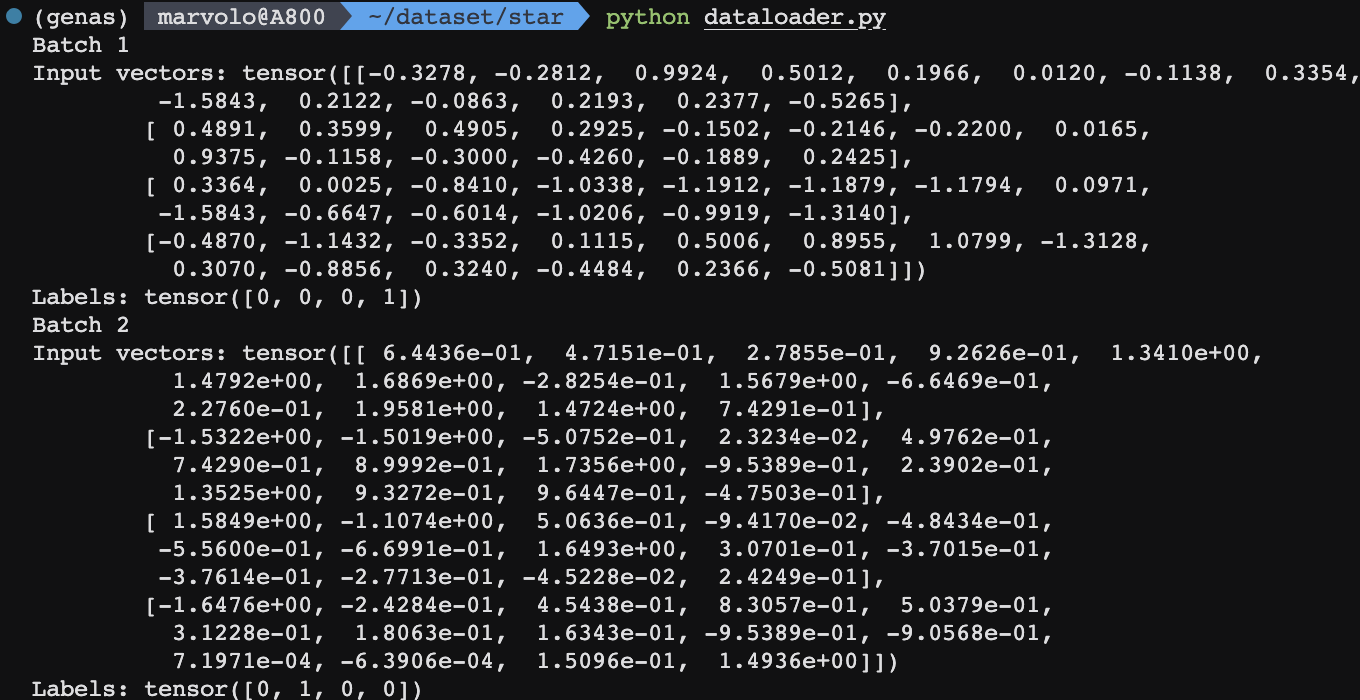 (genas) marvolo@A800 ~/dataset/star python dataloader.py
Batch 1
Input vectors: tensor([[-0.3278, -0.2812,  0.9924,  0.5012,  0.1966,  0.0120, -0.1138,  0.3354,
         -1.5843,  0.2122, -0.0863,  0.2193,  0.2377, -0.5265],
        [ 0.4891,  0.3599,  0.4905,  0.2925, -0.1502, -0.2146, -0.2200,  0.0165,
          0.9375, -0.1158, -0.3000, -0.4260, -0.1889,  0.2425],
        [ 0.3364,  0.0025, -0.8410, -1.0338, -1.1912, -1.1879, -1.1794,  0.0971,
         -1.5843, -0.6647, -0.6014, -1.0206, -0.9919, -1.3140],
        [-0.4870, -1.1432, -0.3352,  0.1115,  0.5006,  0.8955,  1.0799, -1.3128,
          0.3070, -0.8856,  0.3240, -0.4484,  0.2366, -0.5081]])
Labels: tensor([0, 0, 0, 1])
Batch 2
Input vectors: tensor([[ 6.4436e-01,  4.7151e-01,  2.7855e-01,  9.2626e-01,  1.3410e+00,
          1.4792e+00,  1.6869e+00, -2.8254e-01,  1.5679e+00, -6.6469e-01,
          2.2760e-01,  1.9581e+00,  1.4724e+00,  7.4291e-01],
        [-1.5322e+00, -1.5019e+00, -5.0752e-01,  2.3234e-02,  4.9762e-01,
          7.4290e-01,  8.9992e-01,  1.7356e+00, -9.5389e-01,  2.3902e-01,
          1.3525e+00,  9.3272e-01,  9.6447e-01, -4.7503e-01],
        [ 1.5849e+00, -1.1074e+00,  5.0636e-01, -9.4170e-02, -4.8434e-01,
         -5.5600e-01, -6.6991e-01,  1.6493e+00,  3.0701e-01, -3.7015e-01,
         -3.7614e-01, -2.7713e-01, -4.5228e-02,  2.4249e-01],
        [-1.6476e+00, -2.4284e-01,  4.5438e-01,  8.3057e-01,  5.0379e-01,
          3.1228e-01,  1.8063e-01,  1.6343e-01, -9.5389e-01, -9.0568e-01,
          7.1971e-04, -6.3906e-04,  1.5096e-01,  1.4936e+00]])
Labels: tensor([0, 1, 0, 0])